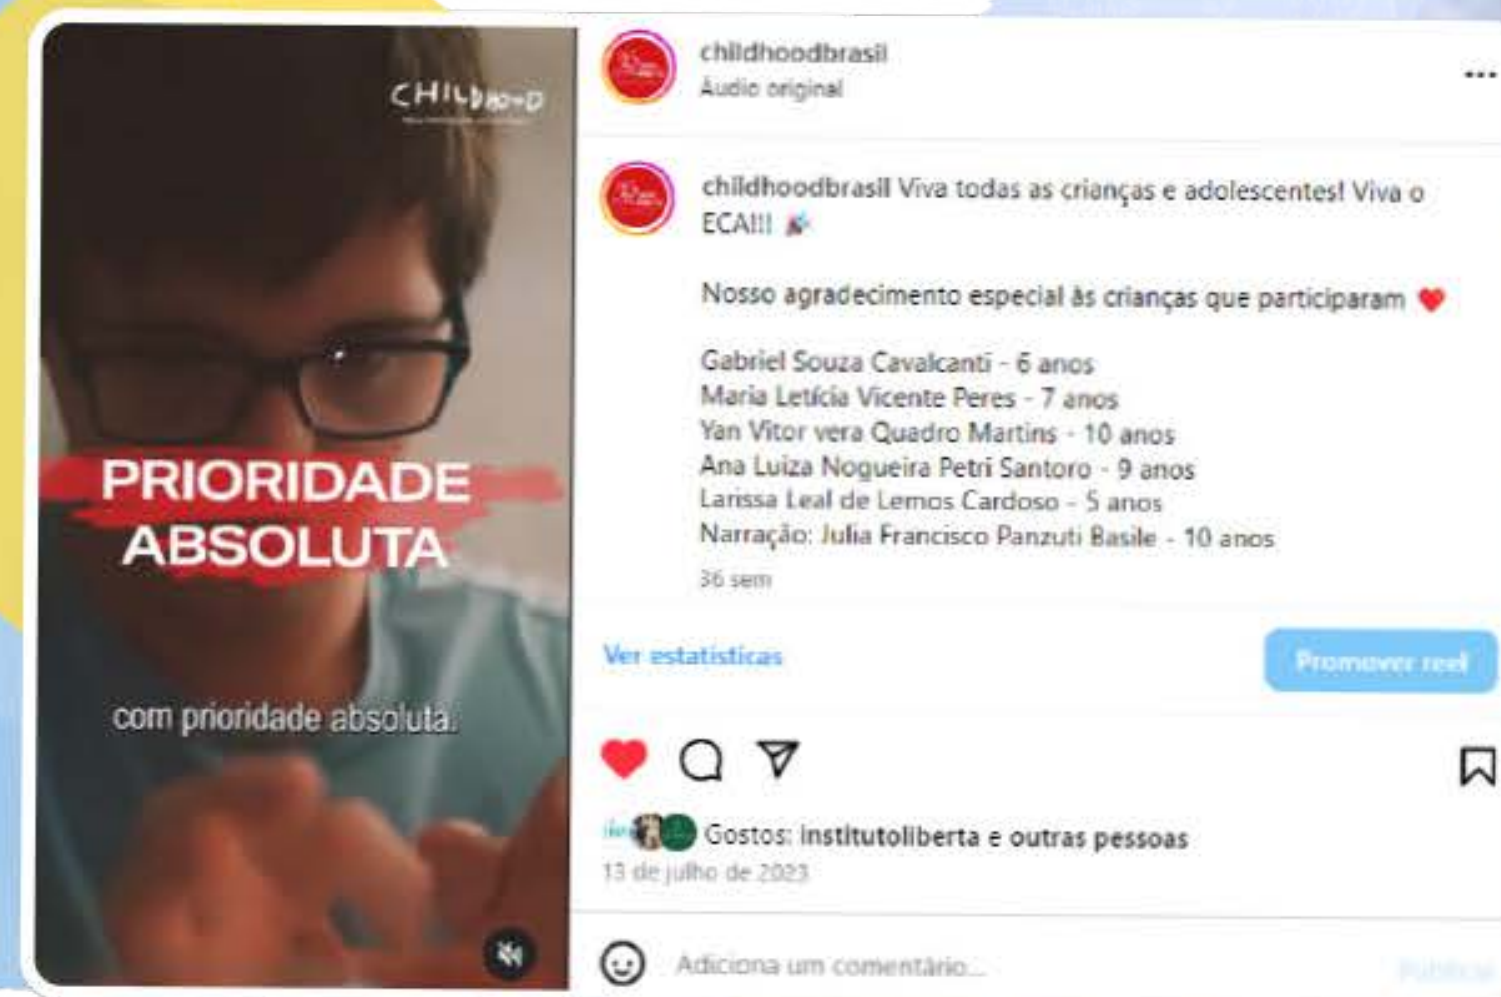 CHILDHOOD
PRIORIDADE
ABSOLUTA
com prioridade absoluta.
childhoodbrasil
Áudio original
childhoodbrasil Viva todas as crianças e adolescentes! Viva o
ECA!!! 🎉
Nosso agradecimento especial às crianças que participaram ❤️
Gabriel Souza Cavalcanti - 6 anos
Maria Letícia Vicente Peres - 7 anos
Yan Vitor vera Quadro Martins - 10 anos
Ana Luiza Nogueira Petri Santoro - 9 anos
Larissa Leal de Lemos Cardoso - 5 anos
Narração: Julia Francisco Panzuti Basile - 10 anos
36 sem
Ver estatísticas
Promover reel
Gostos: institutoliberta e outras pessoas
13 de julho de 2023
Adiciona um comentário...
Publicar